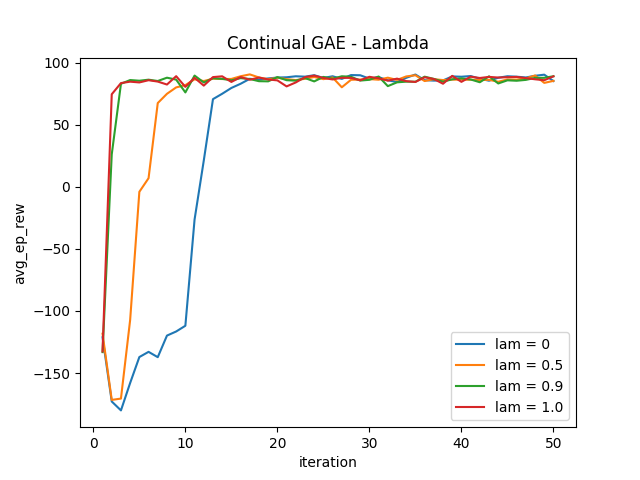 Continual GAE - Lambda
avg_ep_rew
100
50
0
−50
−100
−150
0
10
20
30
40
50
iteration
lam = 0
lam = 0.5
lam = 0.9
lam = 1.0